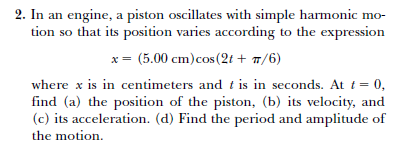 2. In an engine, a piston oscillates with simple harmonic mo-
tion so that its position varies according to the expression
x = (5.00 cm)cos(2t + π/6)
where x is in centimeters and t is in seconds. At t = 0,
find (a) the position of the piston, (b) its velocity, and
(c) its acceleration. (d) Find the period and amplitude of
the motion.